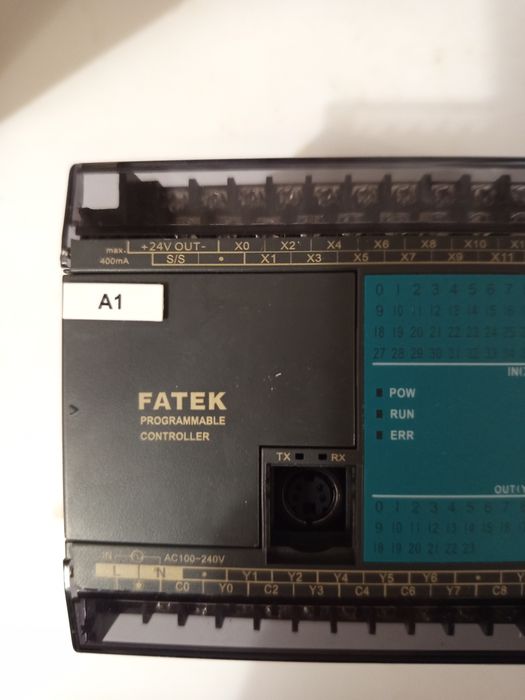 max. +24V OUT- X0 X2 X4 X6 X8 X10
400mA S/S • X1 X3 X5 X7 X9 X11
A1
0 1 2 3 4 5 6 7
9 10 11 12 13 14 15 16
18 19 20 21 22 23 24 25
27 28 29 30 31 32 33 34
POW
RUN
ERR
FATEK
PROGRAMMABLE
CONTROLLER
TX RX
0 1 2 3 4 5 6 7 8
9 10 11 12 13 14 15 16
18 19 20 21 22 23
IN AC100~240V
L N • Y1 Y2 Y4 Y5 Y6 •
C0 Y0 C2 Y3 C4 C6 Y7 C8